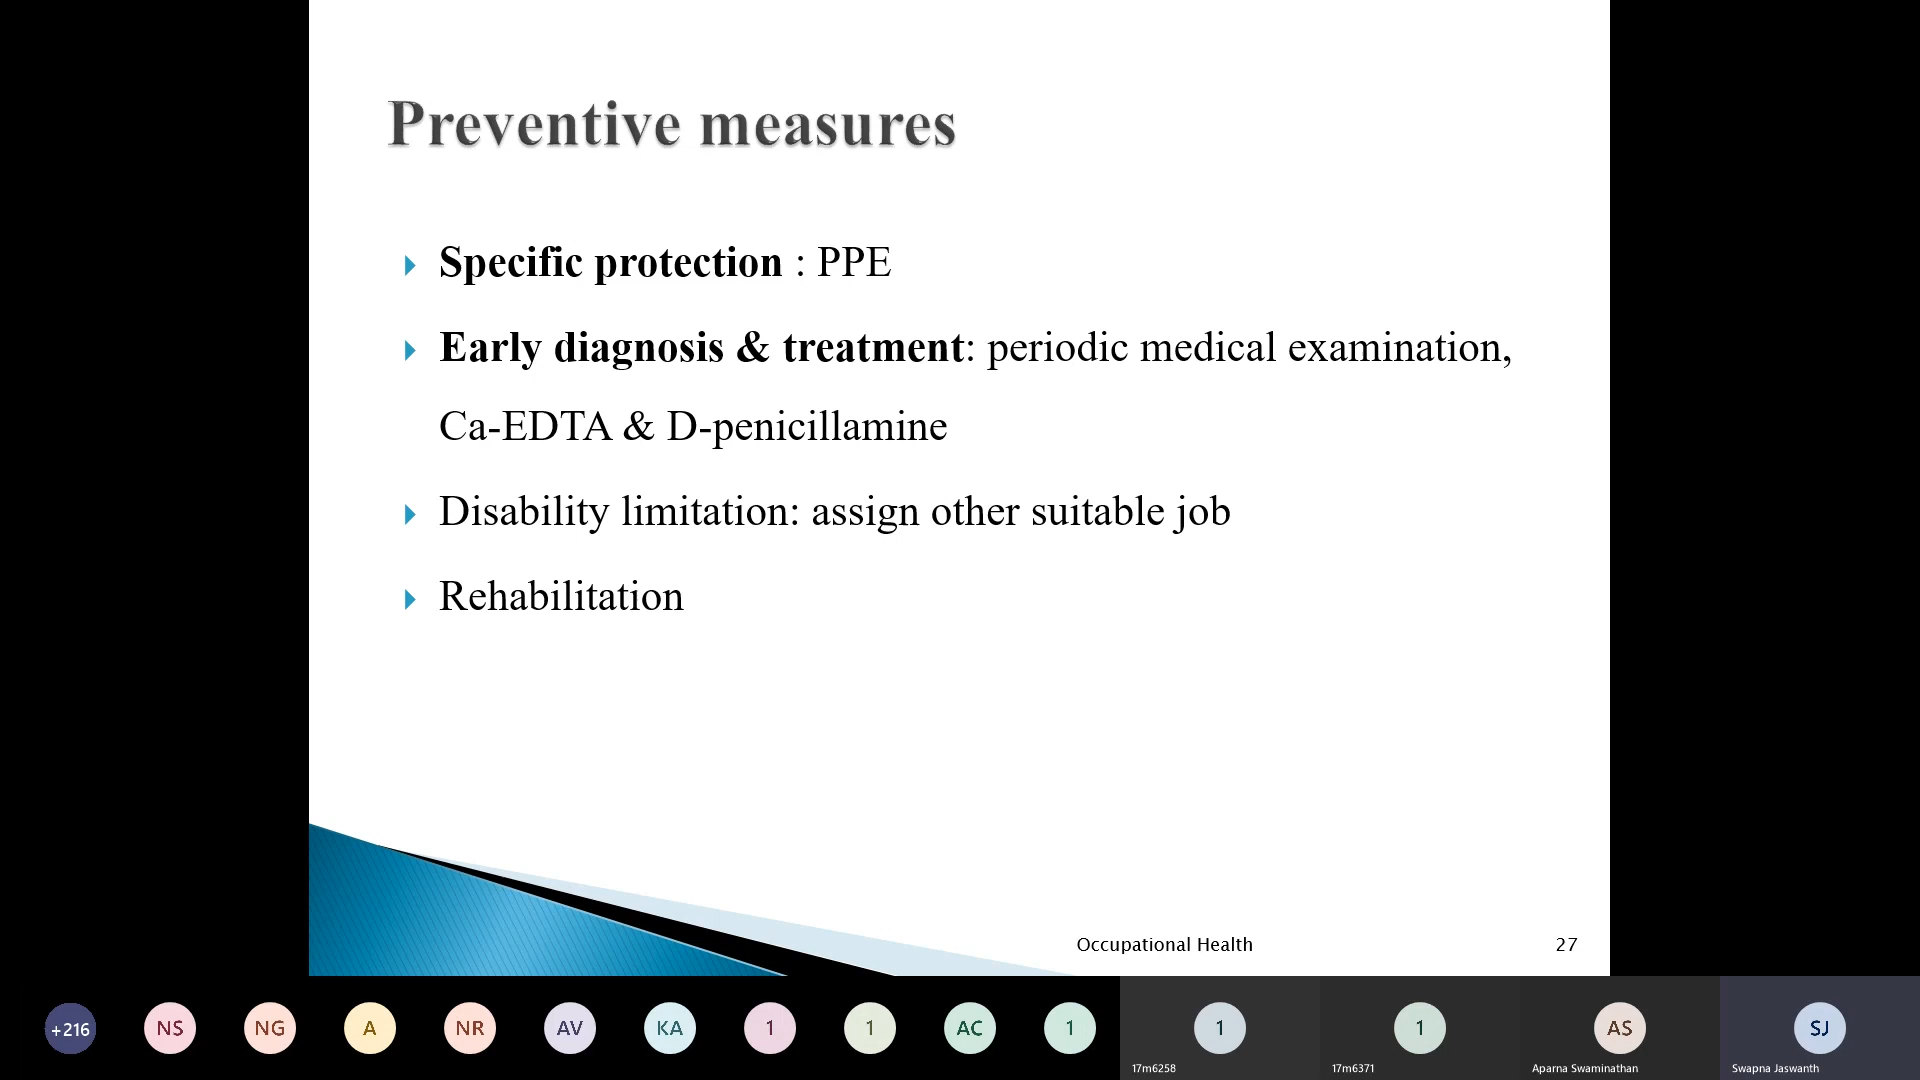 Preventive measures
Specific protection : PPE
Early diagnosis & treatment: periodic medical examination,
Ca-EDTA & D-penicillamine
Disability limitation: assign other suitable job
Rehabilitation
Occupational Health
27
+216
NS
NG
A
NR
AV
KA
1
1
AC
1
1
1
AS
SJ
17m6258
17m6371
Aparna Swaminathan
Swapna Jaswanth